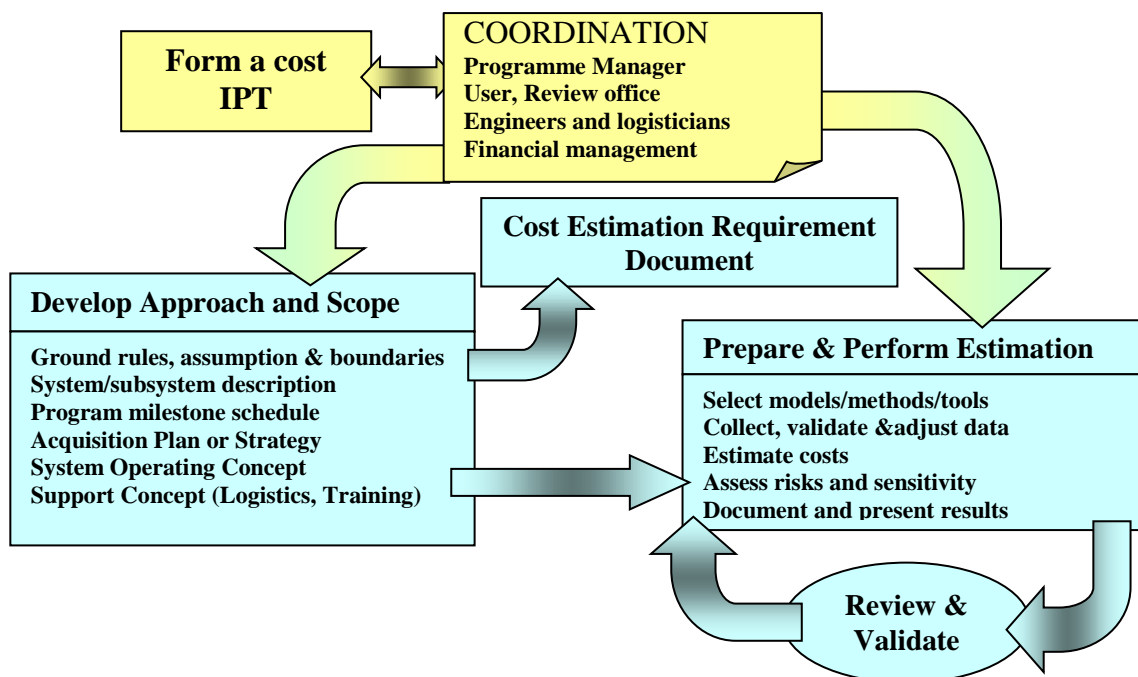 Form a cost
IPT
COORDINATION
Programme Manager
User, Review office
Engineers and logisticians
Financial management
Cost Estimation Requirement
Document
Develop Approach and Scope
Ground rules, assumption & boundaries
System/subsystem description
Program milestone schedule
Acquisition Plan or Strategy
System Operating Concept
Support Concept (Logistics, Training)
Prepare & Perform Estimation
Select models/methods/tools
Collect, validate &adjust data
Estimate costs
Assess risks and sensitivity
Document and present results
Review &
Validate